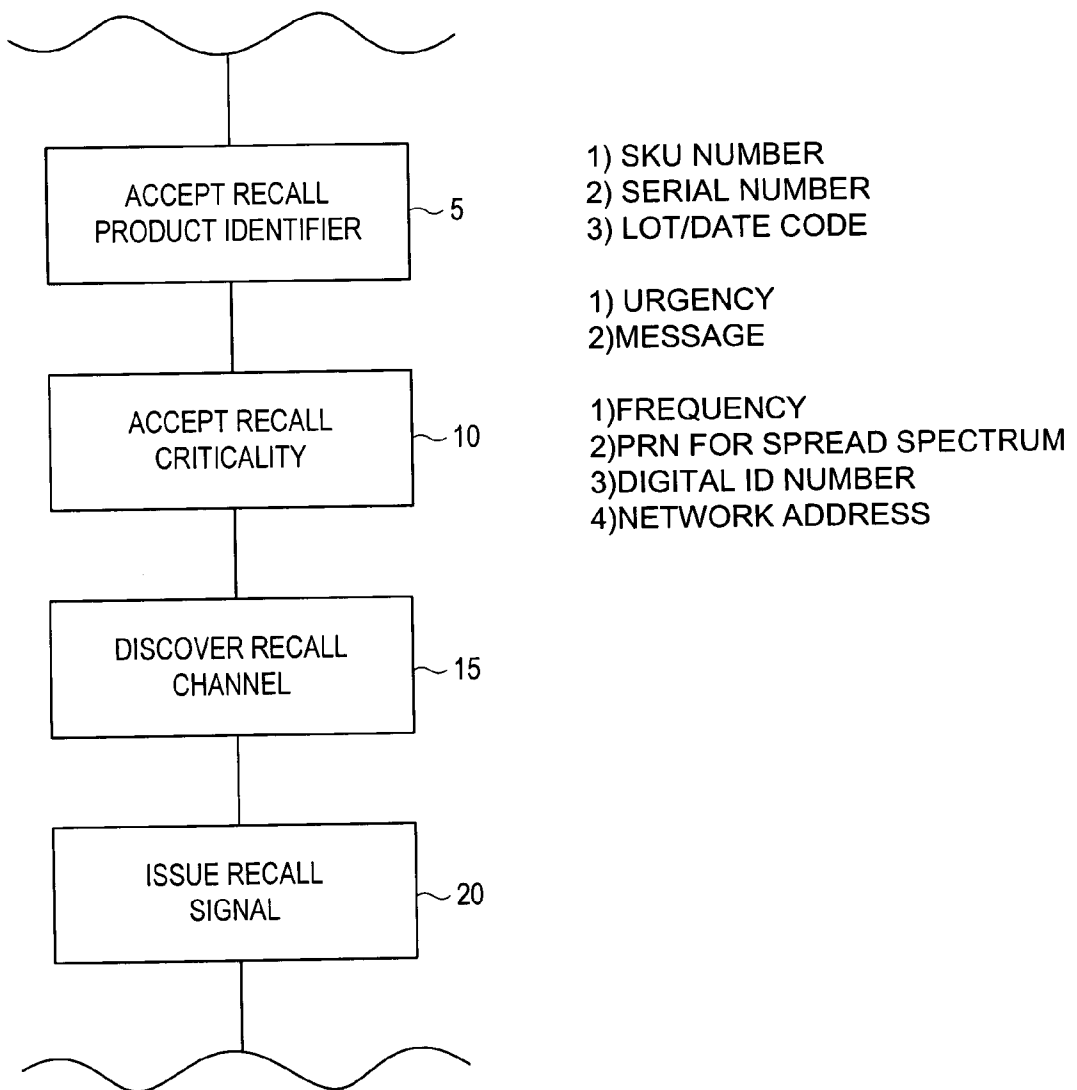 ACCEPT RECALL
PRODUCT IDENTIFIER
5
1) SKU NUMBER
2) SERIAL NUMBER
3) LOT/DATE CODE
1) URGENCY
2)MESSAGE
ACCEPT RECALL
CRITICALITY
10
1)FREQUENCY
2)PRN FOR SPREAD SPECTRUM
3)DIGITAL ID NUMBER
4)NETWORK ADDRESS
DISCOVER RECALL
CHANNEL
15
ISSUE RECALL
SIGNAL
20